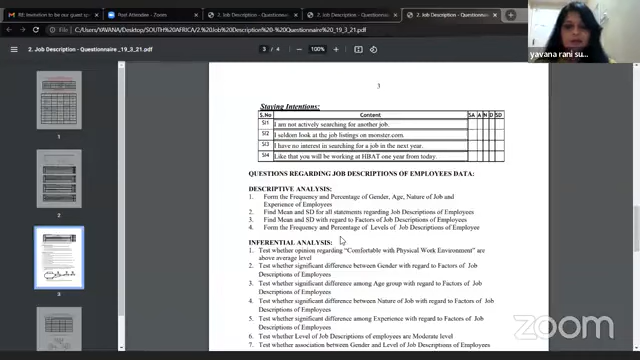 RE: Invitation to be our guest sp
Post Attendee - Zoom
2. Job Description - Questionnaire
2. Job Description - Questionnaire
2. Job Description - Questionnaire
File | C:/Users/YAVANA/Desktop/SOUTH%20AFRICA/2.%20Job%20Description%20-%20Questionnaire%20_19_3_21.pdf
2. Job Description - Questionnaire _19_3_21.pdf
3 / 4
100%
yavana rani su...
1
2
3
3
Staying Intentions:
S.No Content SA A N D SD
SI1 I am not actively searching for another job.
SI2 I seldom look at the job listings on monster.com.
SI3 I have no interest in searching for a job in the next year.
SI4 Like that you will be working at HBAT one year from today.
QUESTIONS REGARDING JOB DESCRIPTIONS OF EMPLOYEES DATA:
DESCRIPTIVE ANALYSIS:
1. Form the Frequency and Percentage of Gender, Age, Nature of Job and
Experience of Employees
2. Find Mean and SD for all statements regarding Job Descriptions of Employees
3. Find Mean and SD with regard to Factors of Job Descriptions of Employees
4. Form the Frequency and Percentage of Levels of Job Descriptions of Employee
INFERENTIAL ANALYSIS:
1. Test whether opinion regarding “Comfortable with Physical Work Environment” are
above average level
2. Test whether significant difference between Gender with regard to Factors of Job
Descriptions of Employees
3. Test whether significant difference among Age group with regard to Factors of Job
Descriptions of Employees
4. Test whether significant difference between Nature of Job with regard to Factors of Job
Descriptions of Employees
5. Test whether significant difference among Experience with regard to Factors of Job
Descriptions of Employees
6. Test whether Level of Job Descriptions of Employees are Moderate level
7. Test whether association between Gender and Level of Job Descriptions of Employees
zoom